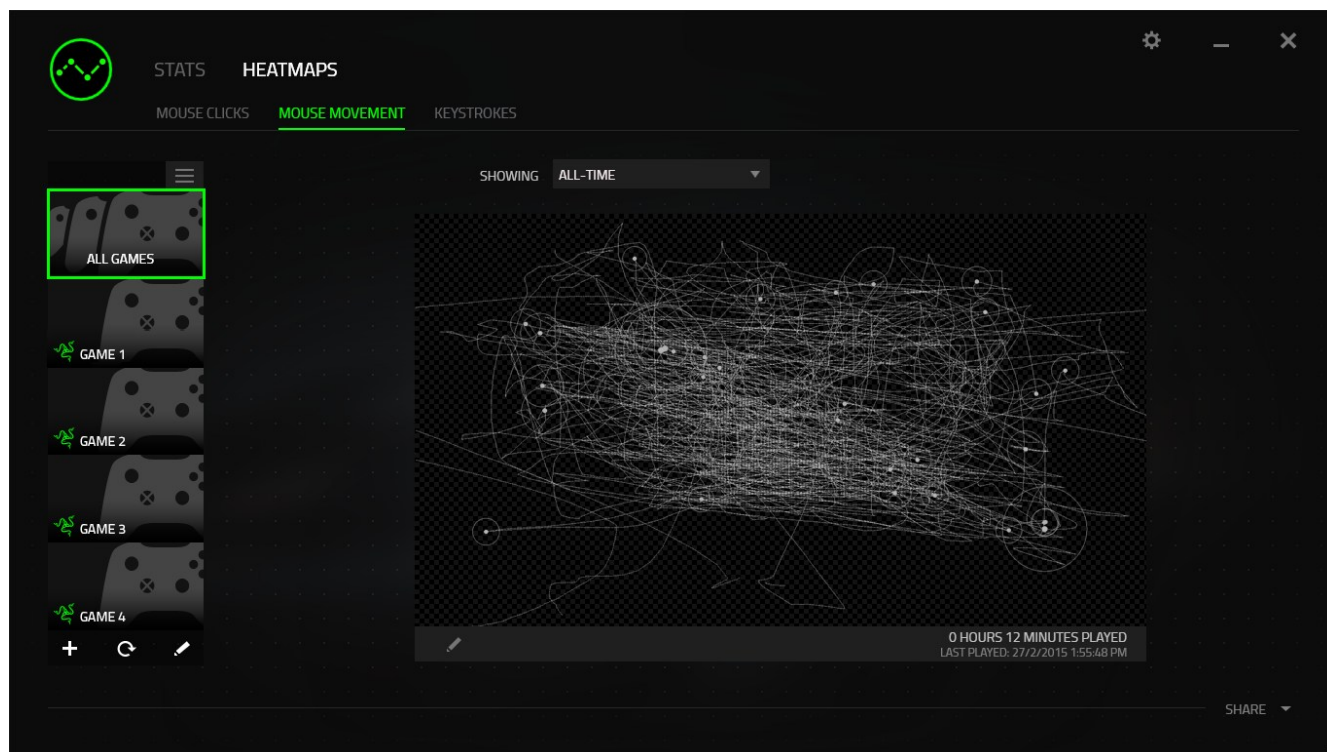 STATS HEATMAPS
MOUSE CLICKS MOUSE MOVEMENT KEYSTROKES
SHOWING ALL-TIME
ALL GAMES
GAME 1
GAME 2
GAME 3
GAME 4
0 HOURS 12 MINUTES PLAYED
LAST PLAYED: 27/2/2015 1:55:48 PM
SHARE